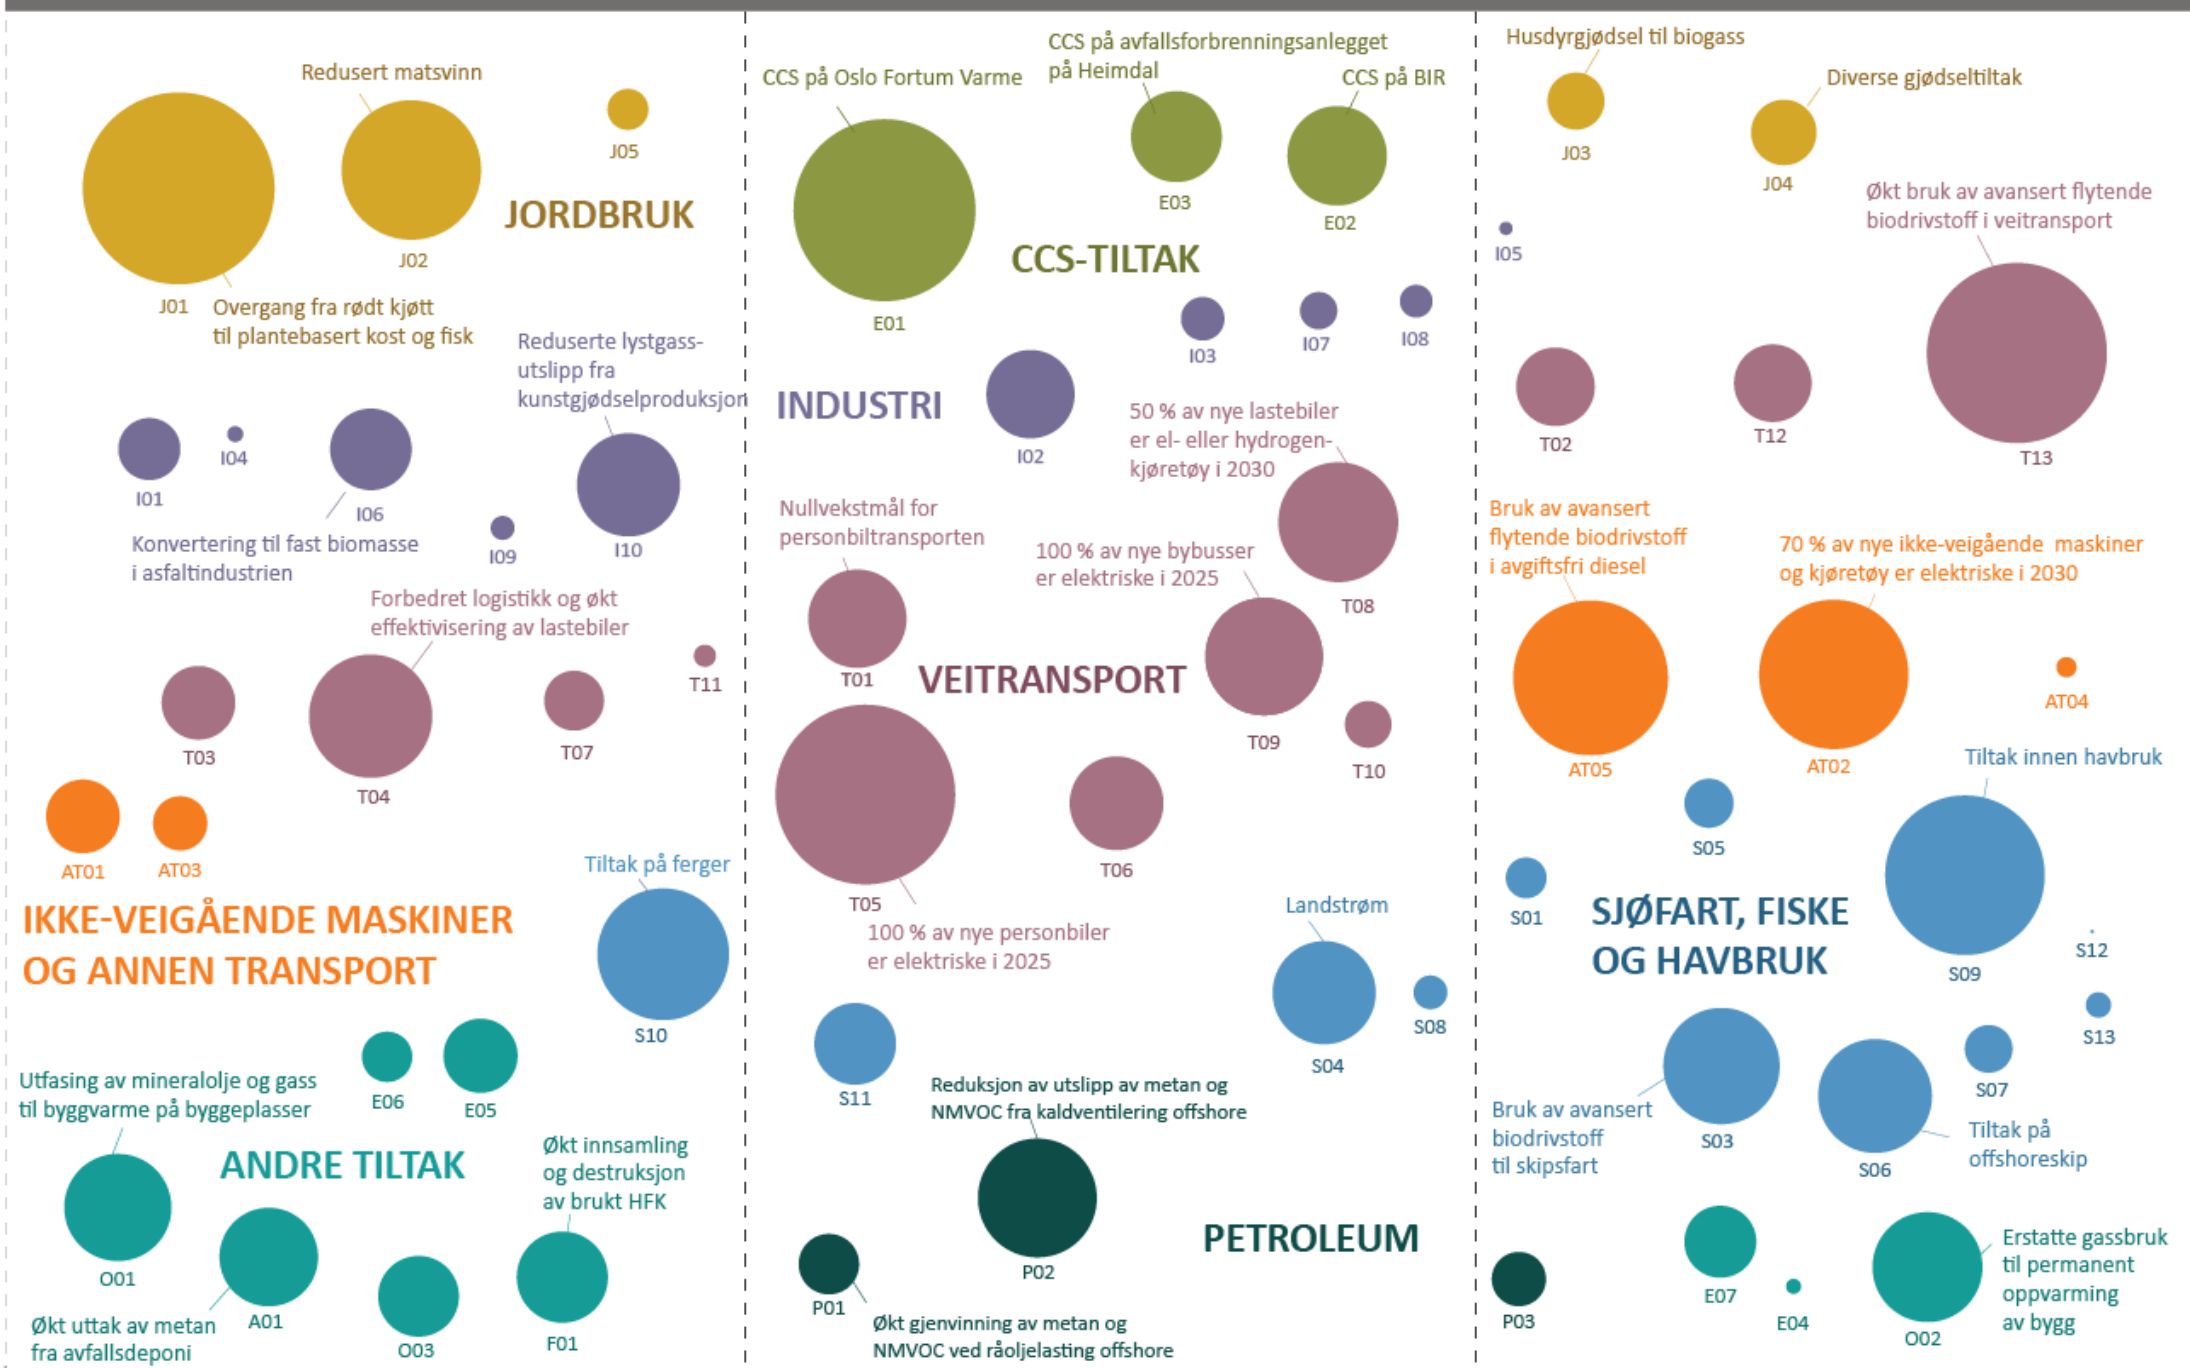 Redusert matsvinn
J05
JORDBRUK
J02
J01
Overgang fra rødt kjøtt
til plantebasert kost og fisk
Reduserte lystgass-
utslipp fra
kunstgjødselproduksjon
I01
I04
I06
I09
I10
Konvertering til fast biomasse
i asfaltindustrien
Forbedret logistikk og økt
effektivisering av lastebiler
T11
T03
T07
T04
AT01
AT03
Tiltak på ferger
IKKE-VEIGÅENDE MASKINER
OG ANNEN TRANSPORT
S10
Utfasing av mineralolje og gass
til byggvarme på byggeplasser
E06
E05
ANDRE TILTAK
Økt innsamling
og destruksjon
av brukt HFK
O01
A01
O03
F01
Økt uttak av metan
fra avfallsdeponi
CCS på Oslo Fortum Varme
CCS på avfallsforbrenningsanlegget
på Heimdal
CCS på BIR
E03
E02
CCS-TILTAK
E01
I03
I07
I08
INDUSTRI
I02
50 % av nye lastebiler
er el- eller hydrogen-
kjøretøy i 2030
Nullvekstmål for
personbiltransporten
100 % av nye bybusser
er elektriske i 2025
T08
T01
VEITRANSPORT
T09
T10
T06
T05
100 % av nye personbiler
er elektriske i 2025
Landstrøm
S08
S04
S11
Reduksjon av utslipp av metan og
NMVOC fra kaldventilering offshore
PETROLEUM
P02
P01
Økt gjenvinning av metan og
NMVOC ved råoljelasting offshore
Husdyrgjødsel til biogass
Diverse gjødseltiltak
J03
J04
Økt bruk av avansert flytende
biodrivstoff i veitransport
I05
T02
T12
T13
Bruk av avansert
flytende biodrivstoff
i avgiftsfri diesel
70 % av nye ikke-veigående maskiner
og kjøretøy er elektriske i 2030
AT04
AT05
AT02
Tiltak innen havbruk
S05
S01
SJØFART, FISKE
OG HAVBRUK
S12
S09
S13
S07
Bruk av avansert
biodrivstoff
til skipsfart
S03
S06
Tiltak på
offshoreskip
Erstatte gassbruk
til permanent
oppvarming
av bygg
E07
P03
E04
O02